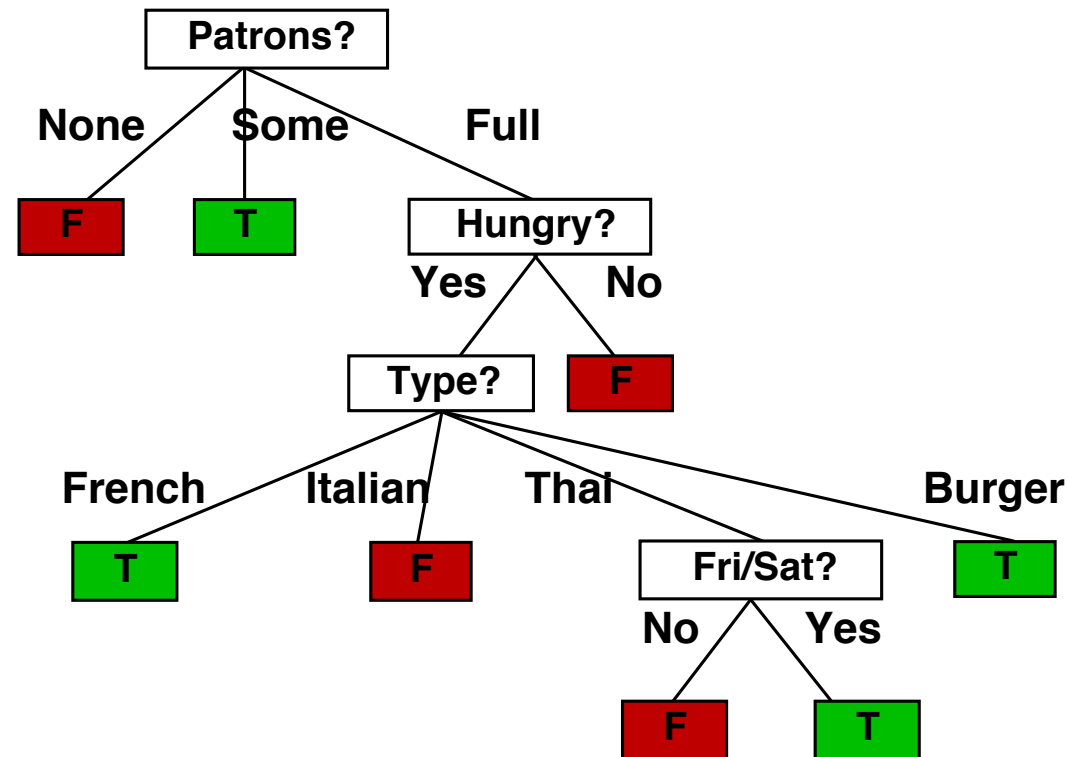 Patrons?
None Some Full
F T Hungry?
Yes No
Type? F
French Italian Thai Burger
T F Fri/Sat? T
No Yes
F T